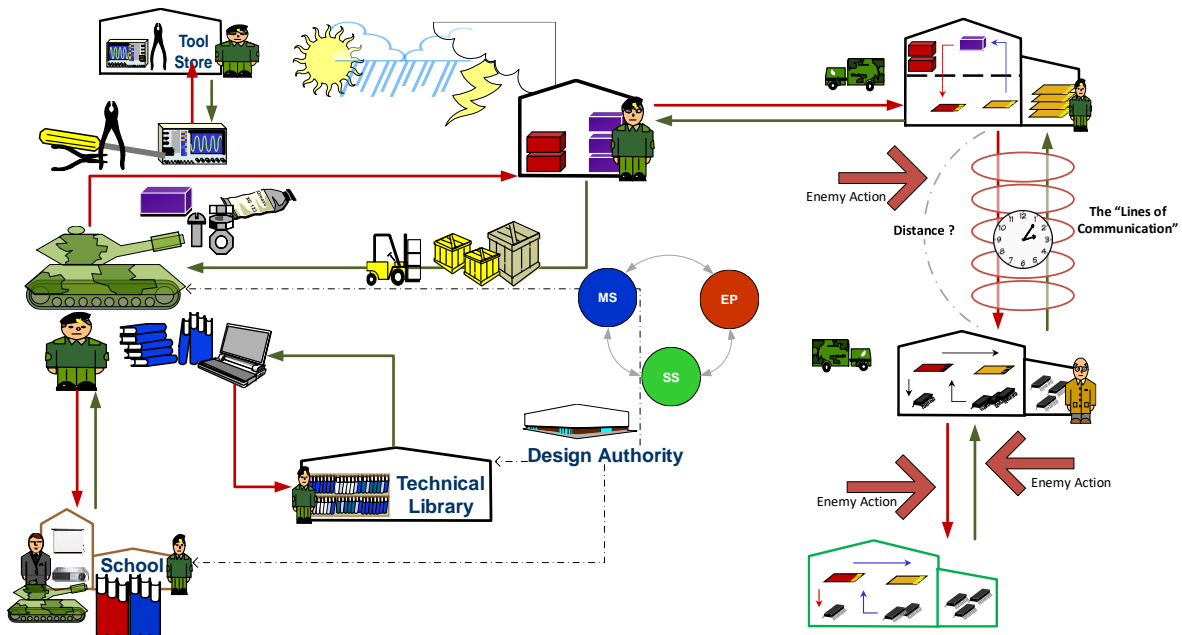 Tool
Store
Enemy Action
Distance ?
The “Lines of
Communication”
MS
EP
SS
Design Authority
Technical
Library
Enemy Action
Enemy Action
School